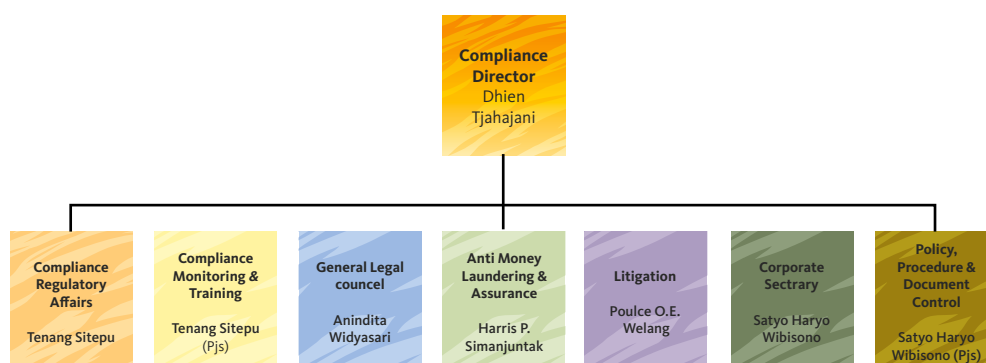 Compliance
Director
Dhien
Tjahajani
Compliance
Regulatory
Affairs
Tenang Sitepu
Compliance
Monitoring &
Training
Tenang Sitepu
(Pjs)
General Legal
councel
Anindita
Widyasari
Anti Money
Laundering &
Assurance
Harris P.
Simanjuntak
Litigation
Poulce O.E.
Welang
Corporate
Sectrary
Satyo Haryo
Wibisono
Policy,
Procedure &
Document
Control
Satyo Haryo
Wibisono (Pjs)